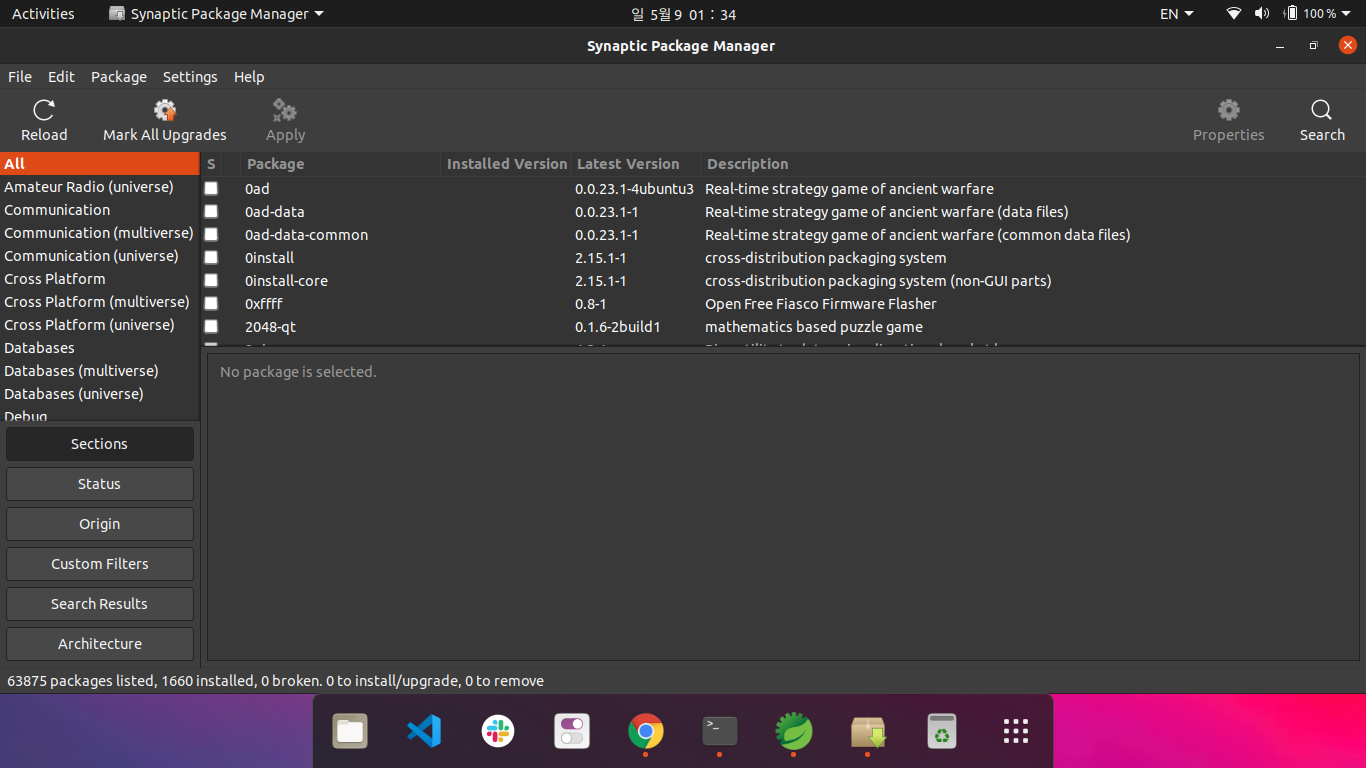 Activities Synaptic Package Manager 일 5월 9 01 : 34 EN 100 %
Synaptic Package Manager
File Edit Package Settings Help
Reload Mark All Upgrades Apply Properties Search
All
Amateur Radio (universe)
Communication
Communication (multiverse)
Communication (universe)
Cross Platform
Cross Platform (multiverse)
Cross Platform (universe)
Databases
Databases (multiverse)
Databases (universe)
Debug
Sections
Status
Origin
Custom Filters
Search Results
Architecture
S Package Installed Version Latest Version Description
0ad 0.0.23.1-4ubuntu3 Real-time strategy game of ancient warfare
0ad-data 0.0.23.1-1 Real-time strategy game of ancient warfare (data files)
0ad-data-common 0.0.23.1-1 Real-time strategy game of ancient warfare (common data files)
0install 2.15.1-1 cross-distribution packaging system
0install-core 2.15.1-1 cross-distribution packaging system (non-GUI parts)
0xffff 0.8-1 Open Free Fiasco Firmware Flasher
2048-qt 0.1.6-2build1 mathematics based puzzle game
No package is selected.
63875 packages listed, 1660 installed, 0 broken. 0 to install/upgrade, 0 to remove